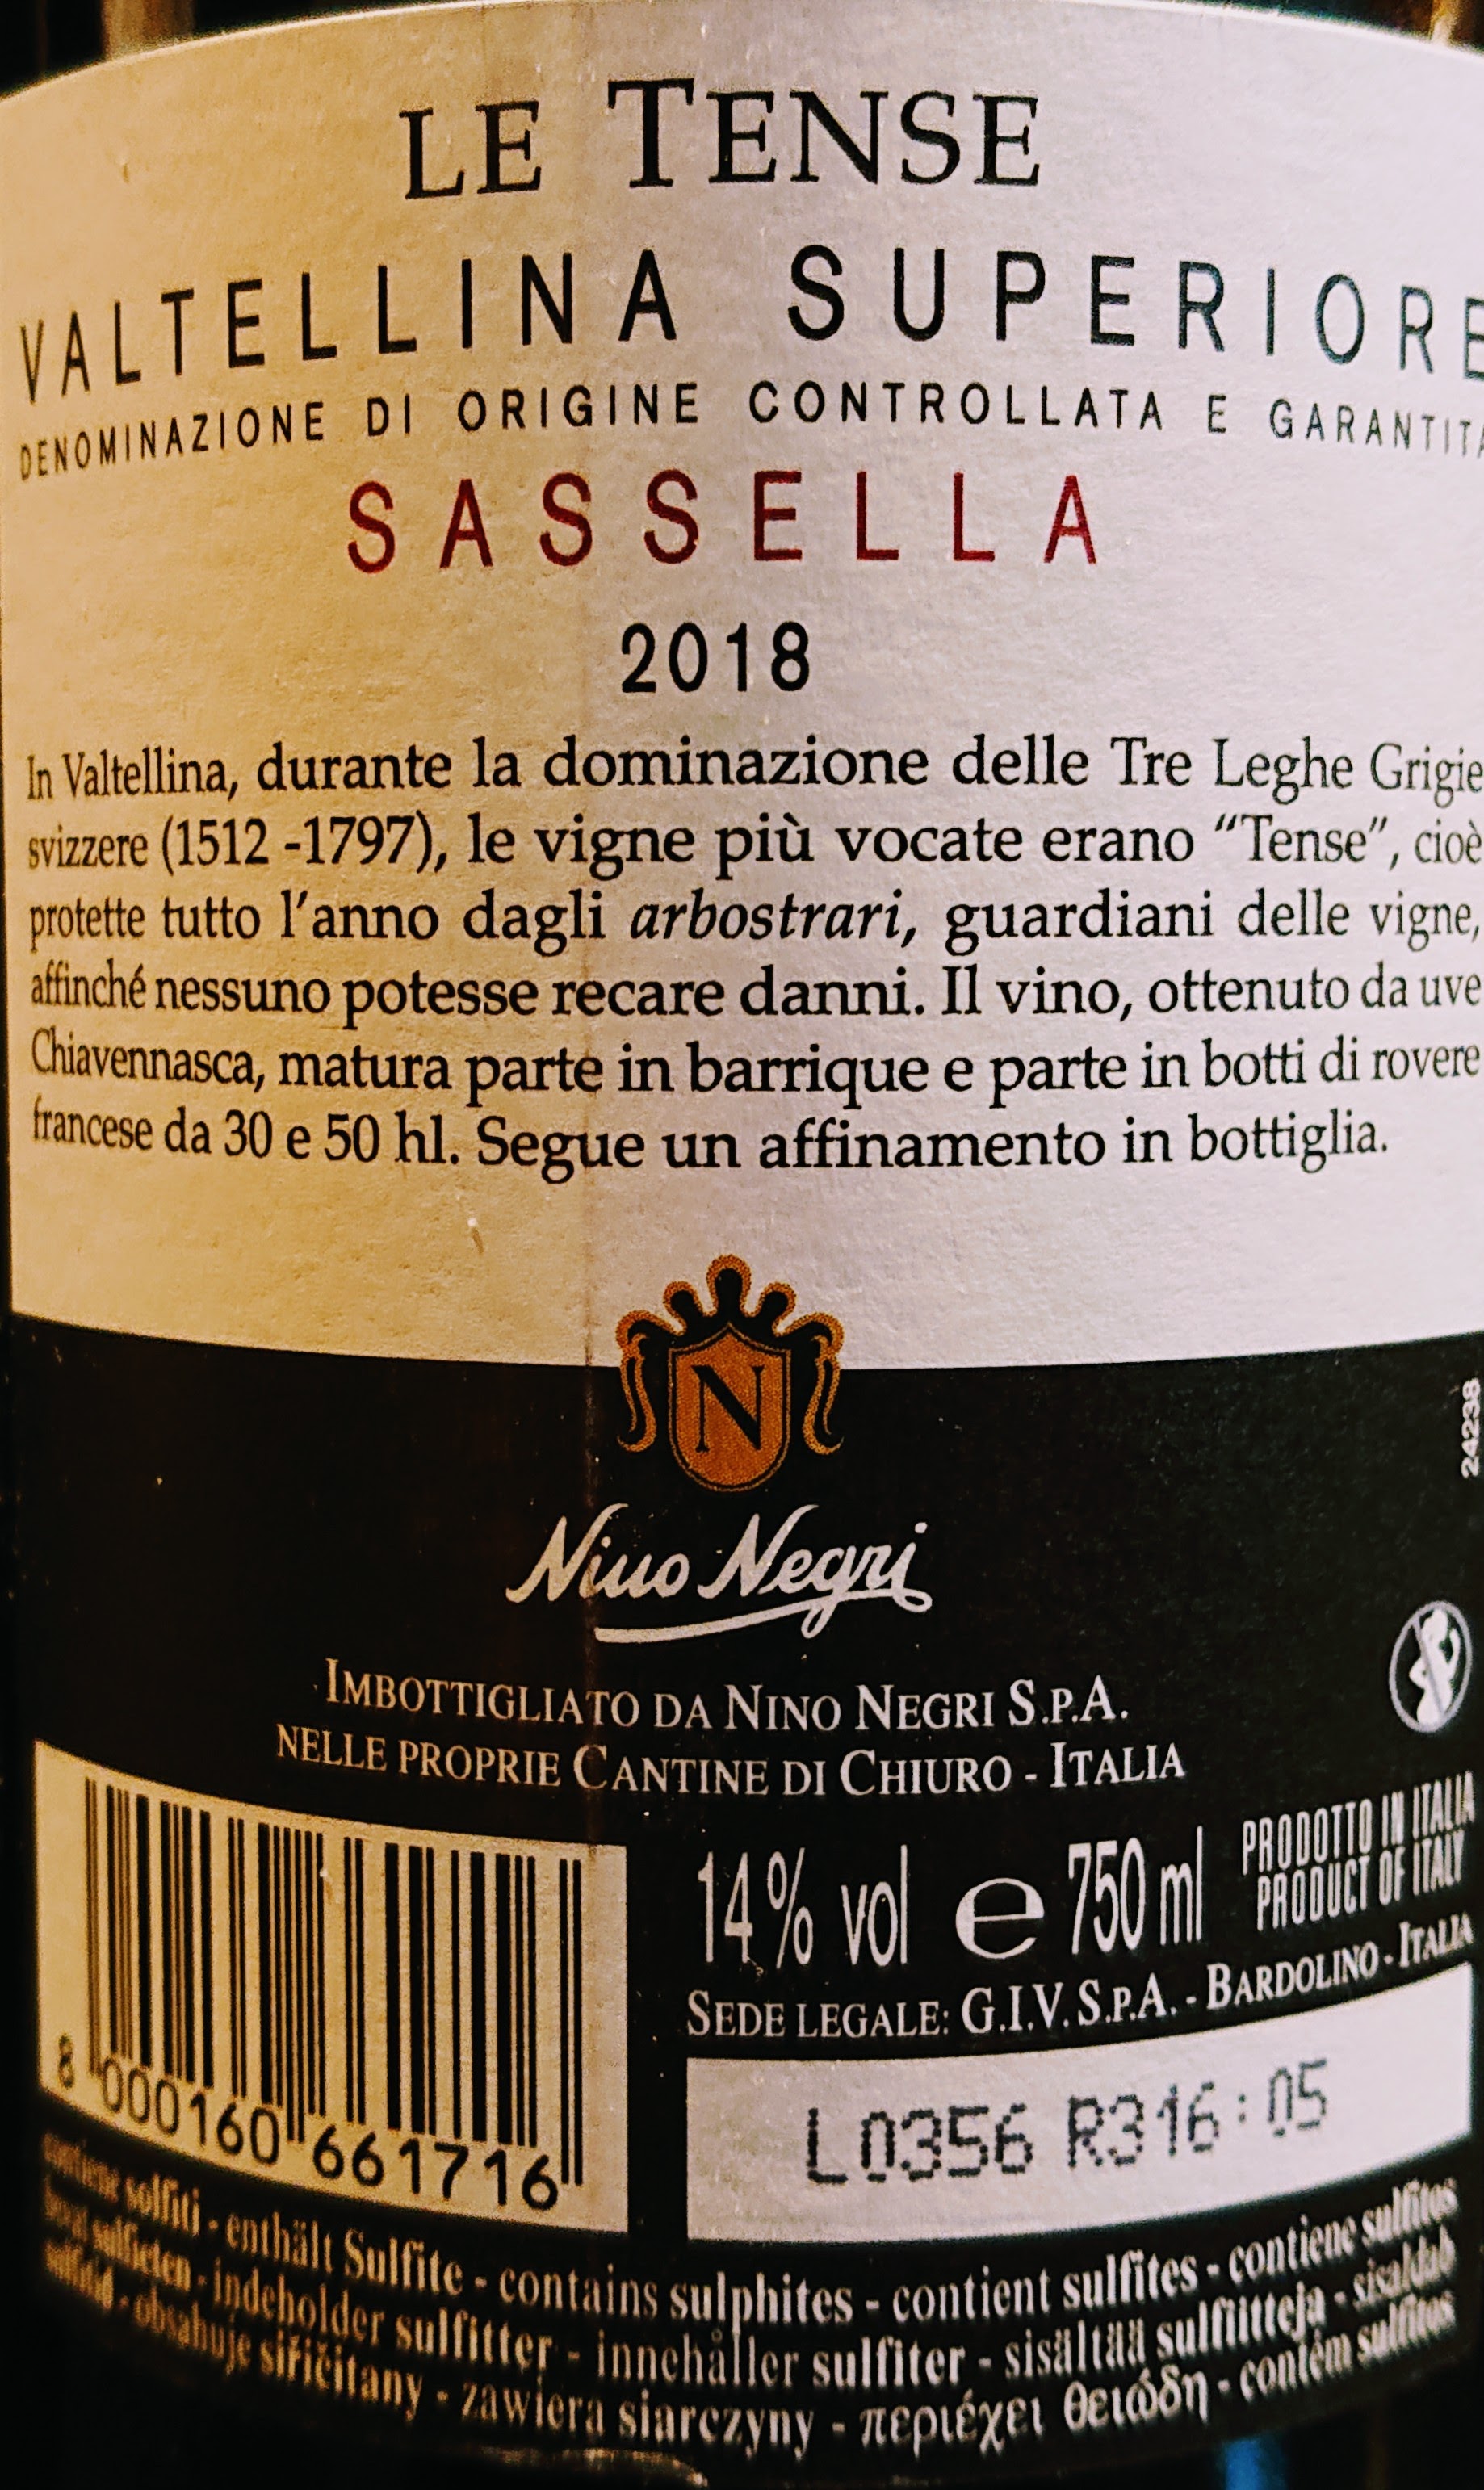 LE TENSE
VALTELLINA SUPERIORE
DENOMINAZIONE DI ORIGINE CONTROLLATA E GARANTITA
SASSELLA
2018
In Valtellina, durante la dominazione delle Tre Leghe Grigie
svizzere (1512 -1797), le vigne più vocate erano “Tense”, cioè
protette tutto l’anno dagli arbostrari, guardiani delle vigne,
affinché nessuno potesse recare danni. Il vino, ottenuto da uve
Chiavennasca, matura parte in barrique e parte in botti di rovere
francese da 30 e 50 hl. Segue un affinamento in bottiglia.
N
24238
Nino Negri
IMBOTTIGLIATO DA NINO NEGRI S.P.A.
NELLE PROPRIE CANTINE DI CHIURO - ITALIA
14% vol e 750 ml
PRODOTTO IN ITALIA
PRODUCT OF ITALY
SEDE LEGALE: G.I.V. S.P.A. - BARDOLINO - ITALIA
L0356 R316:05
8 000160 661716
contiene solfiti - enthält Sulfite - contains sulphites - contient sulfites - contiene sulfitos
bevat sulfieten - indeholder sulfitter - innehåller sulfiter - sisältää sulfiitteja - sisaldab
sulfitid - obsahuje siřičitany - zawiera siarczyny - περιέχει θειώδη - contém sulfitos